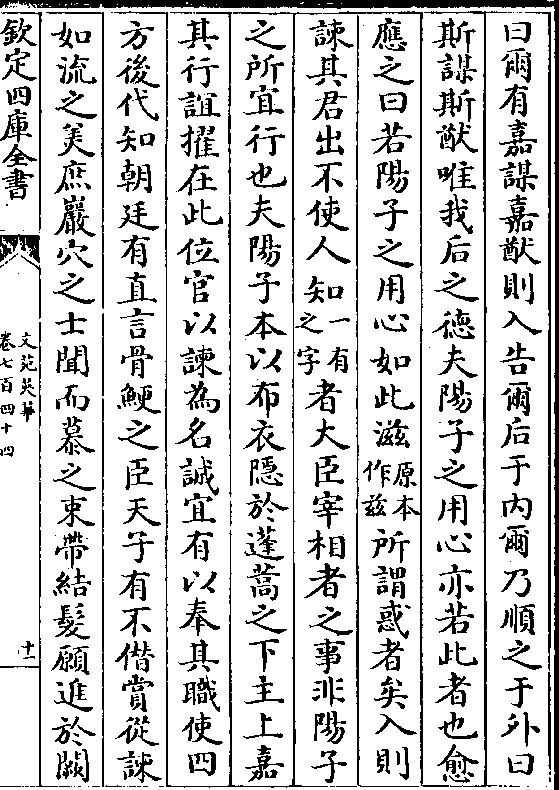 曰爾有嘉謀嘉猷則入告爾后于内爾乃順之于外曰
斯謀斯猷唯我后之德夫陽子之用心亦若此者也愈
應之曰若陽子之用心如此滋原本作兹所謂惑者矣入則
諫其君出不使人知一有之字者大臣宰相者之事非陽子
之所宜行也夫陽子本以布衣隱於蓬蒿之下主上嘉
其行誼擢在此位官以諫為名誠宜有以奉其職使四
方後代知朝廷有直言骨鯁之臣天子有不僭賞從諫
如流之美庶巖穴之士聞而慕之束帶結髮願進於闕
欽定四庫全書
文苑英華
卷七百四十四
十一